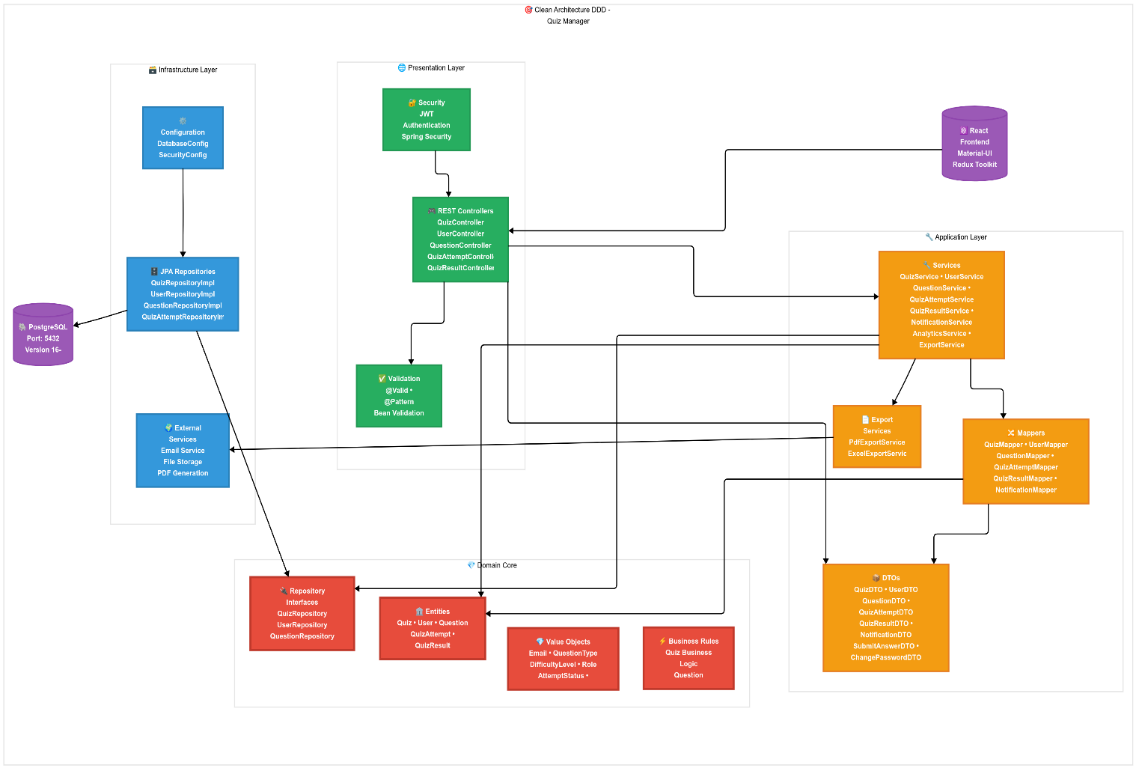 🎯 Clean Architecture DDD -
Quiz Manager
🗃️ Infrastructure Layer
⚙️
Configuration
DatabaseConfig
SecurityConfig
🗄️ JPA Repositories
QuizRepositoryImpl
UserRepositoryImpl
QuestionRepositoryImpl
QuizAttemptRepositoryIm
🌍 External
Services
Email Service
File Storage
PDF Generation
🐘 PostgreSQL
Port: 5432
Version 16-
🌐 Presentation Layer
🔐 Security
JWT
Authentication
Spring Security
🎮 REST Controllers
QuizController
UserController
QuestionController
QuizAttemptControll
QuizResultControlle
✅ Validation
@Valid •
@Pattern
Bean Validation
⚛️ React
Frontend
Material-UI
Redux Toolkit
🔧 Application Layer
🔧 Services
QuizService • UserService
QuestionService •
QuizAttemptService
QuizResultService •
NotificationService
AnalyticsService •
ExportService
📄 Export
Services
PdfExportService
ExcelExportServic
🔀 Mappers
QuizMapper • UserMapper
QuestionMapper •
QuizAttemptMapper
QuizResultMapper •
NotificationMapper
📦 DTOs
QuizDTO • UserDTO
QuestionDTO •
QuizAttemptDTO
QuizResultDTO •
NotificationDTO
SubmitAnswerDTO •
ChangePasswordDTO
💎 Domain Core
🔌 Repository
Interfaces
QuizRepository
UserRepository
QuestionRepository
🏛️ Entities
Quiz • User • Question
QuizAttempt •
QuizResult
💎 Value Objects
Email • QuestionType
DifficultyLevel • Role
AttemptStatus •
⚡ Business Rules
Quiz Business
Logic
Question